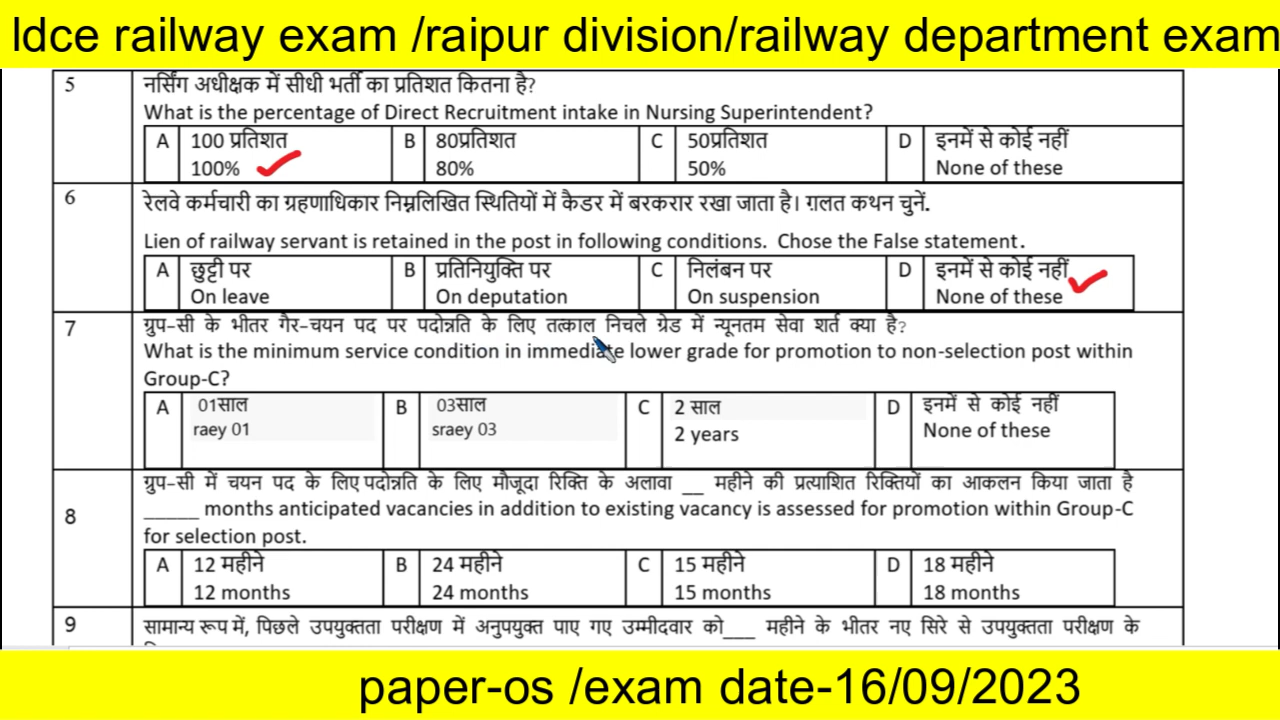 ldce railway exam /raipur division/railway department exam
5
नर्सिंग अधीक्षक में सीधी भर्ती का प्रतिशत कितना है?
What is the percentage of Direct Recruitment intake in Nursing Superintendent?
A 100 प्रतिशत B 80प्रतिशत C 50प्रतिशत D इनमें से कोई नहीं
100% 80% 50% None of these
6
रेलवे कर्मचारी का ग्रहणाधिकार निम्नलिखित स्थितियों में कैडर में बरकरार रखा जाता है। ग़लत कथन चुनें.
Lien of railway servant is retained in the post in following conditions. Chose the False statement.
A छुट्टी पर B प्रतिनियुक्ति पर C निलंबन पर D इनमें से कोई नहीं
On leave On deputation On suspension None of these
7
ग्रुप-सी के भीतर गैर-चयन पद पर पदोन्नति के लिए तत्काल निचले ग्रेड में न्यूनतम सेवा शर्त क्या है?
What is the minimum service condition in immediate lower grade for promotion to non-selection post within
Group-C?
A 01साल B 03साल C 2 साल D इनमें से कोई नहीं
raey 01 sraey 03 2 years None of these
8
ग्रुप-सी में चयन पद के लिए पदोन्नति के लिए मौजूदा रिक्ति के अलावा __ महीने की प्रत्याशित रिक्तियों का आकलन किया जाता है
_____ months anticipated vacancies in addition to existing vacancy is assessed for promotion within Group-C
for selection post.
A 12 महीने B 24 महीने C 15 महीने D 18 महीने
12 months 24 months 15 months 18 months
9
सामान्य रूप में, पिछले उपयुक्तता परीक्षण में अनुपयुक्त पाए गए उम्मीदवार को___ महीने के भीतर नए सिरे से उपयुक्तता परीक्षण के
paper-os /exam date-16/09/2023